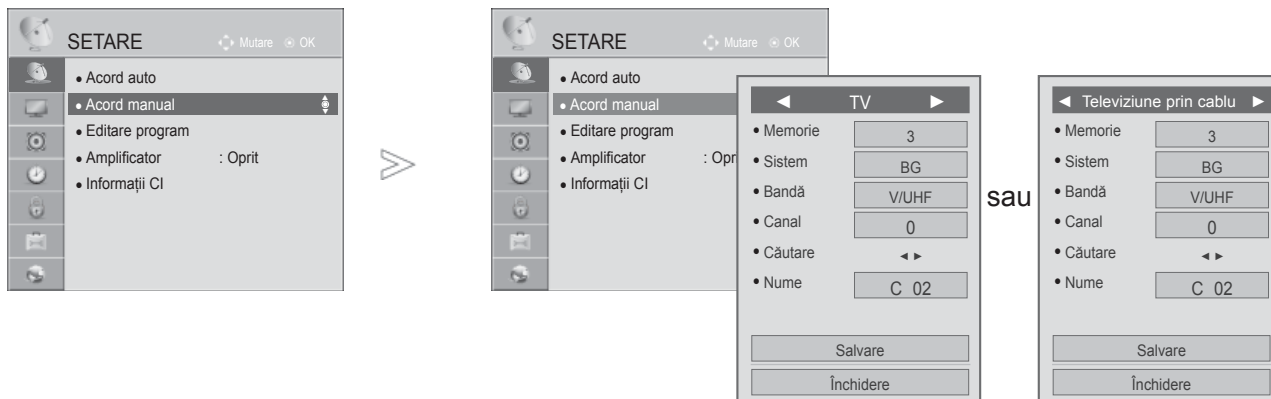 SETARE Mutare OK
• Acord auto
• Acord manual
• Editare program
• Amplificator : Oprit
• Informații CI
SETARE Mutare OK
• Acord auto
• Acord manual
• Editare program
• Amplificator : Opr
• Informații CI
◄ TV ►
• Memorie 3
• Sistem BG
• Bandă V/UHF
• Canal 0
• Căutare ◄ ►
• Nume C 02
Salvare
Închidere
sau
◄ Televiziune prin cablu ►
• Memorie 3
• Sistem BG
• Bandă V/UHF
• Canal 0
• Căutare ◄ ►
• Nume C 02
Salvare
Închidere